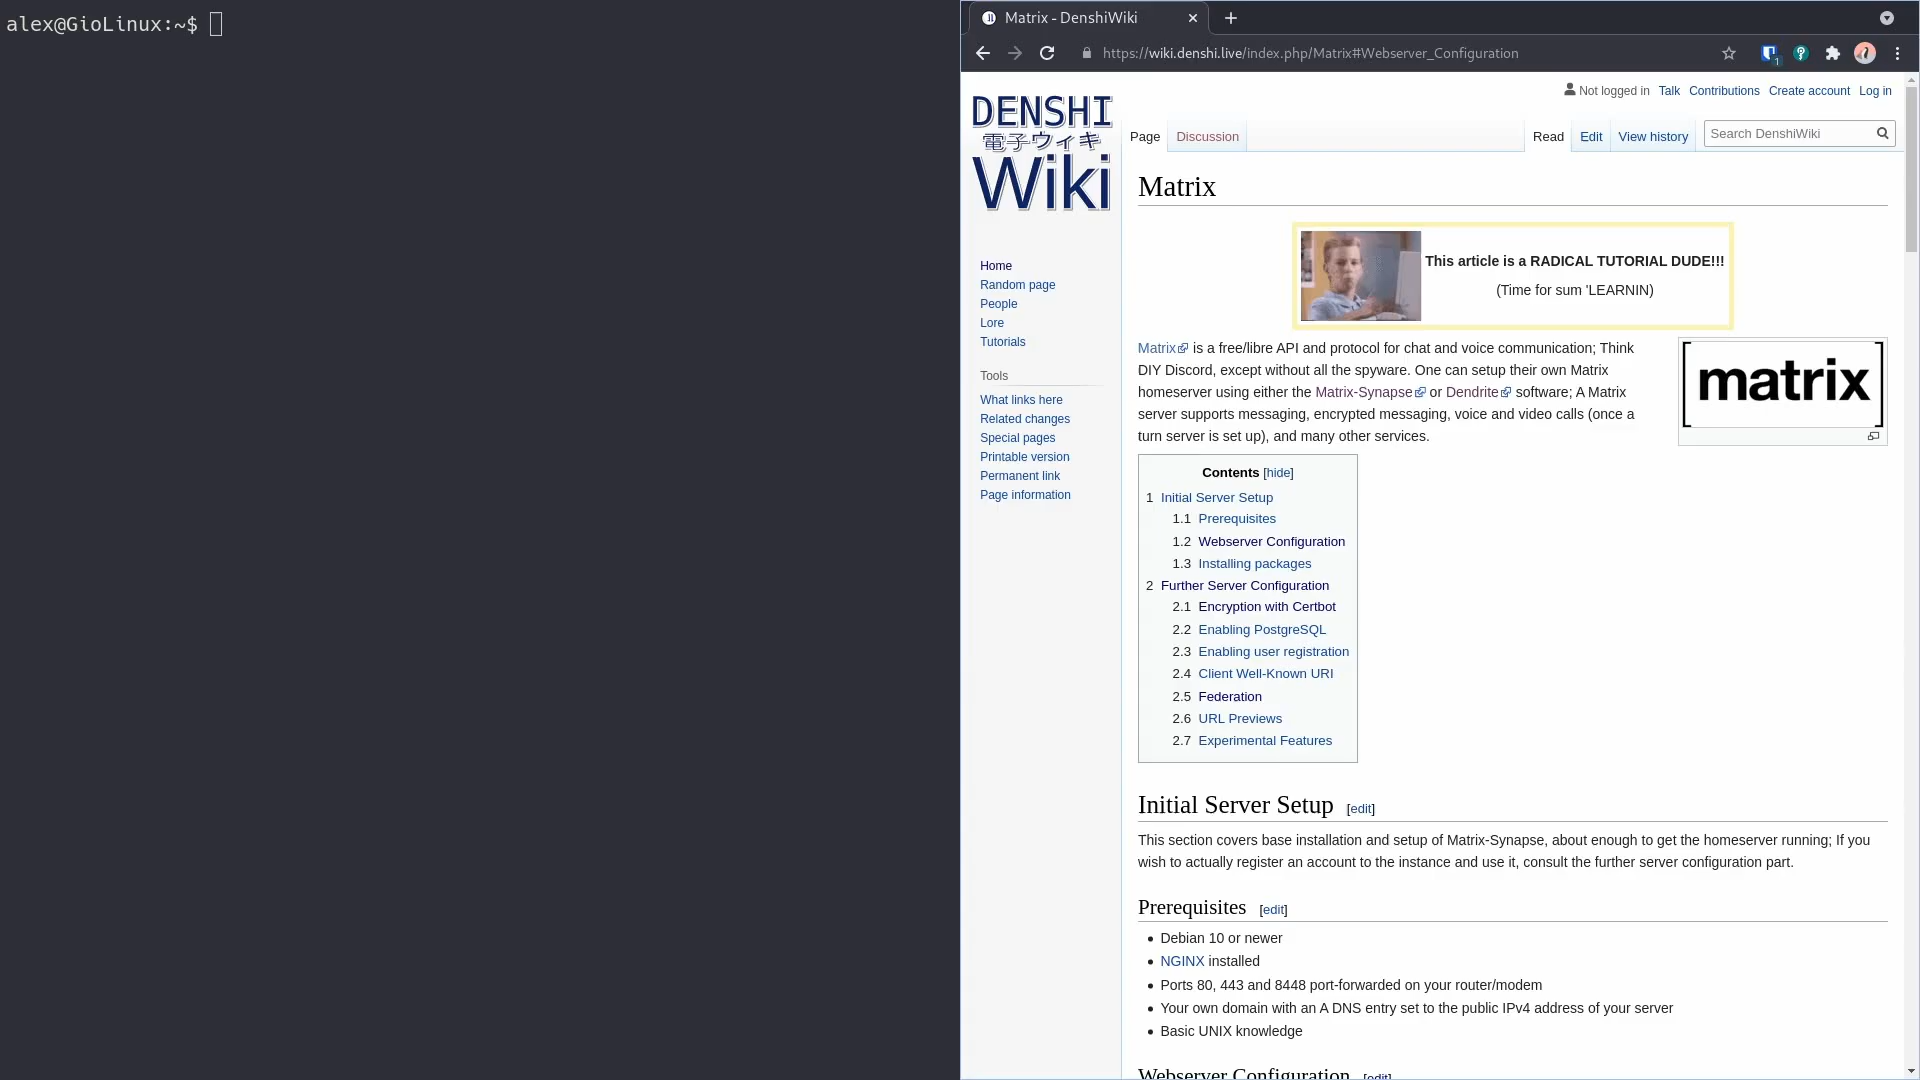 alex@GioLinux:~$
Matrix - DenshiWiki
https://wiki.denshi.live/index.php/Matrix#Webserver_Configuration
1
Not logged in Talk Contributions Create account Log in
DENSHI
電子ウィキ
Wiki
Page Discussion Read Edit View history Search DenshiWiki
Matrix
This article is a RADICAL TUTORIAL DUDE!!!
(Time for sum 'LEARNIN)
Home
Random page
People
Lore
Tutorials
Tools
What links here
Related changes
Special pages
Printable version
Permanent link
Page information
Matrix is a free/libre API and protocol for chat and voice communication; Think
DIY Discord, except without all the spyware. One can setup their own Matrix
homeserver using either the Matrix-Synapse or Dendrite software; A Matrix
server supports messaging, encrypted messaging, voice and video calls (once a
turn server is set up), and many other services.
[matrix]
Contents [hide]
1 Initial Server Setup
1.1 Prerequisites
1.2 Webserver Configuration
1.3 Installing packages
2 Further Server Configuration
2.1 Encryption with Certbot
2.2 Enabling PostgreSQL
2.3 Enabling user registration
2.4 Client Well-Known URI
2.5 Federation
2.6 URL Previews
2.7 Experimental Features
Initial Server Setup [edit]
This section covers base installation and setup of Matrix-Synapse, about enough to get the homeserver running; If you
wish to actually register an account to the instance and use it, consult the further server configuration part.
Prerequisites [edit]
• Debian 10 or newer
• NGINX installed
• Ports 80, 443 and 8448 port-forwarded on your router/modem
• Your own domain with an A DNS entry set to the public IPv4 address of your server
• Basic UNIX knowledge
Webserver Configuration [edit]